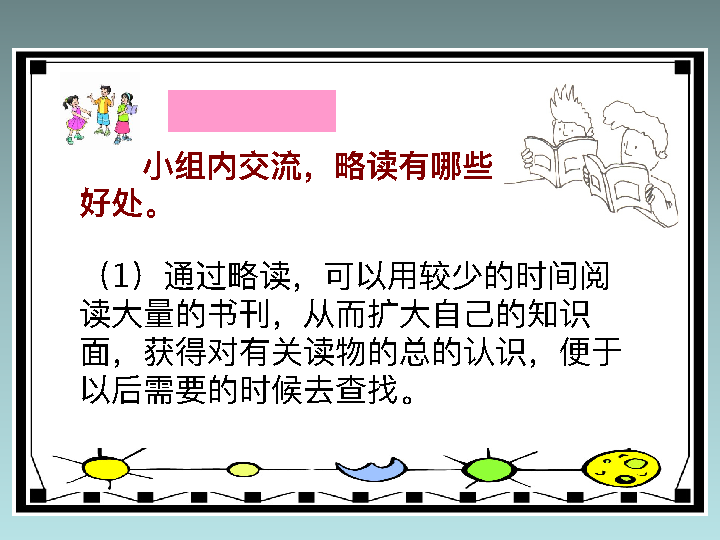 小组内交流，略读有哪些
好处。
（1）通过略读，可以用较少的时间阅
读大量的书刊，从而扩大自己的知识
面，获得对有关读物的总的认识，便于
以后需要的时候去查找。